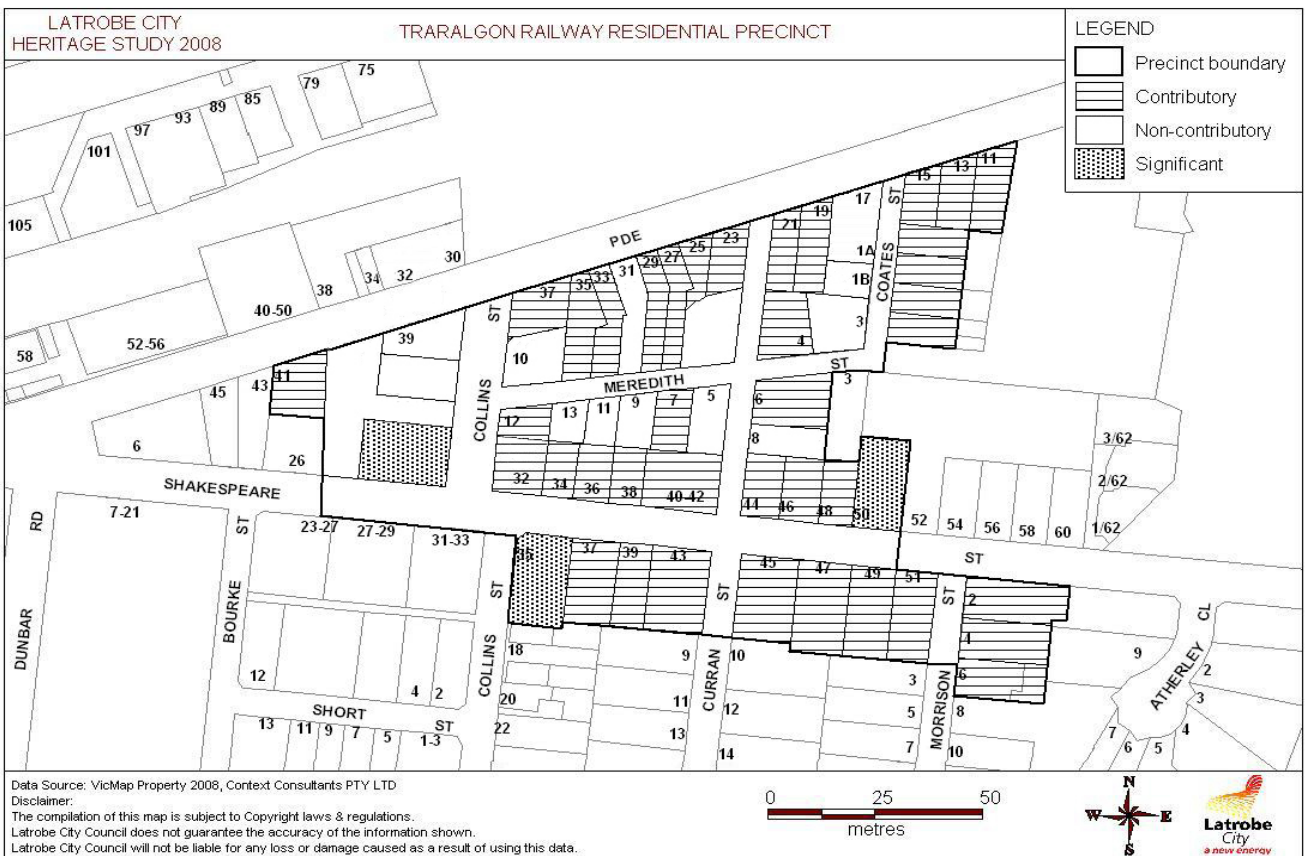 LATROBE CITY
HERITAGE STUDY 2008
TRARALGON RAILWAY RESIDENTIAL PRECINCT
LEGEND
Precinct boundary
Contributory
Non-contributory
Significant
75
79
85
89
93
97
101
105
30
32
34
38
40-50
52-56
58
PDE
11
13
15
17
19
21
23
25
27
29
31
33
35
37
39
41
43
45
ST
COATES
1A
1B
3
4
ST
COLLINS
10
MEREDITH
ST
3
12
13
11
9
7
5
6
8
6
26
32
34
36
38
40-42
44
46
48
50
52
54
56
58
60
3/62
2/62
1/62
SHAKESPEARE
ST
7-21
23-27
27-29
31-33
35
37
39
43
45
47
49
51
RD
DUNBAR
ST
BOURKE
ST
COLLINS
ST
CURRAN
ST
MORRISON
2
4
6
8
10
CL
ATHERLEY
9
2
3
4
5
6
7
12
4
2
SHORT
ST
13
11
9
7
5
1-3
18
20
22
9
11
13
10
12
14
3
5
7
Data Source: VicMap Property 2008, Context Consultants PTY LTD
Disclaimer:
The compilation of this map is subject to Copyright laws & regulations.
Latrobe City Council does not guarantee the accuracy of the information shown.
Latrobe City Council will not be liable for any loss or damage caused as a result of using this data.
0
25
50
metres
N
W
E
S
Latrobe
City
a new energy